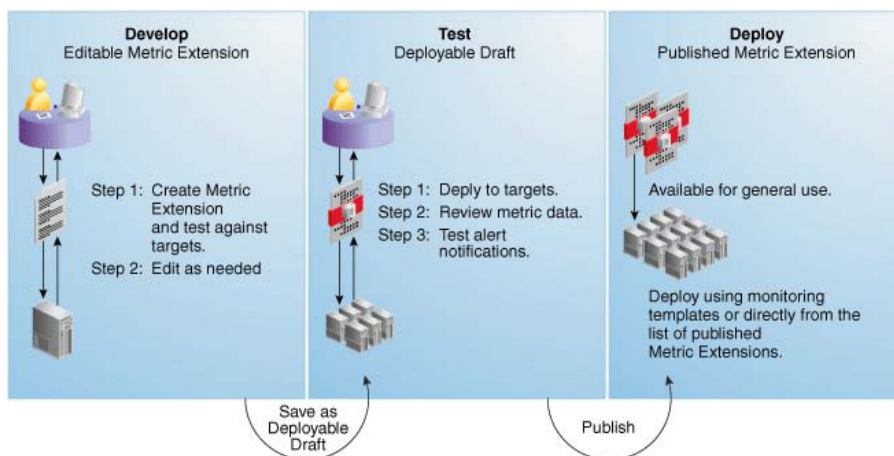 Develop
Editable Metric Extension
Step 1: Create Metric
Extension
and test against
targets.
Step 2: Edit as needed
Test
Deployable Draft
Step 1: Deply to targets.
Step 2: Review metric data.
Step 3: Test alert
notifications.
Deploy
Published Metric Extension
Available for general use.
Deploy using monitoring
templates or directly from the
list of published
Metric Extensions.
Save as
Deployable
Draft
Publish